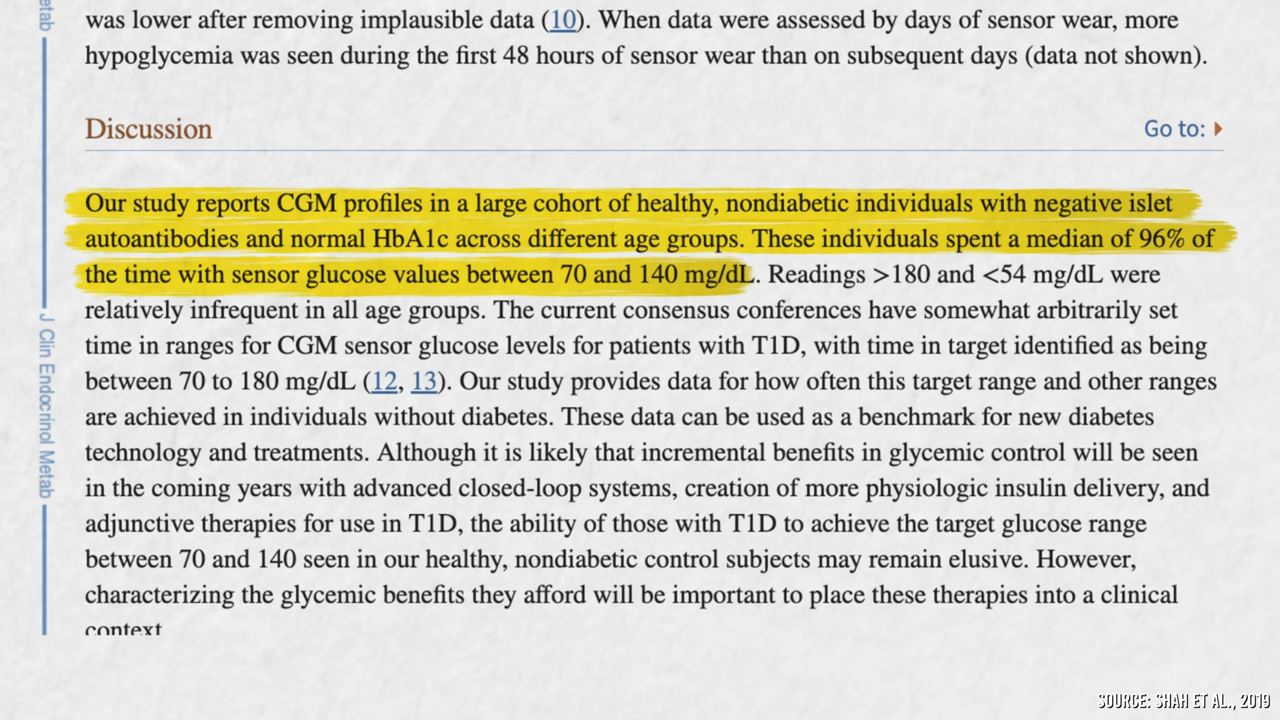 etab
was lower after removing implausible data (10). When data were assessed by days of sensor wear, more
hypoglycemia was seen during the first 48 hours of sensor wear than on subsequent days (data not shown).
Discussion
Go to:
Our study reports CGM profiles in a large cohort of healthy, nondiabetic individuals with negative islet
autoantibodies and normal HbA1c across different age groups. These individuals spent a median of 96% of
the time with sensor glucose values between 70 and 140 mg/dL. Readings >180 and <54 mg/dL were
relatively infrequent in all age groups. The current consensus conferences have somewhat arbitrarily set
time in ranges for CGM sensor glucose levels for patients with T1D, with time in target identified as being
between 70 to 180 mg/dL (12, 13). Our study provides data for how often this target range and other ranges
are achieved in individuals without diabetes. These data can be used as a benchmark for new diabetes
technology and treatments. Although it is likely that incremental benefits in glycemic control will be seen
in the coming years with advanced closed-loop systems, creation of more physiologic insulin delivery, and
adjunctive therapies for use in T1D, the ability of those with T1D to achieve the target glucose range
between 70 and 140 seen in our healthy, nondiabetic control subjects may remain elusive. However,
characterizing the glycemic benefits they afford will be important to place these therapies into a clinical
context
J Clin Endocrinol Metab
SOURCE: SHAH ET AL., 2019